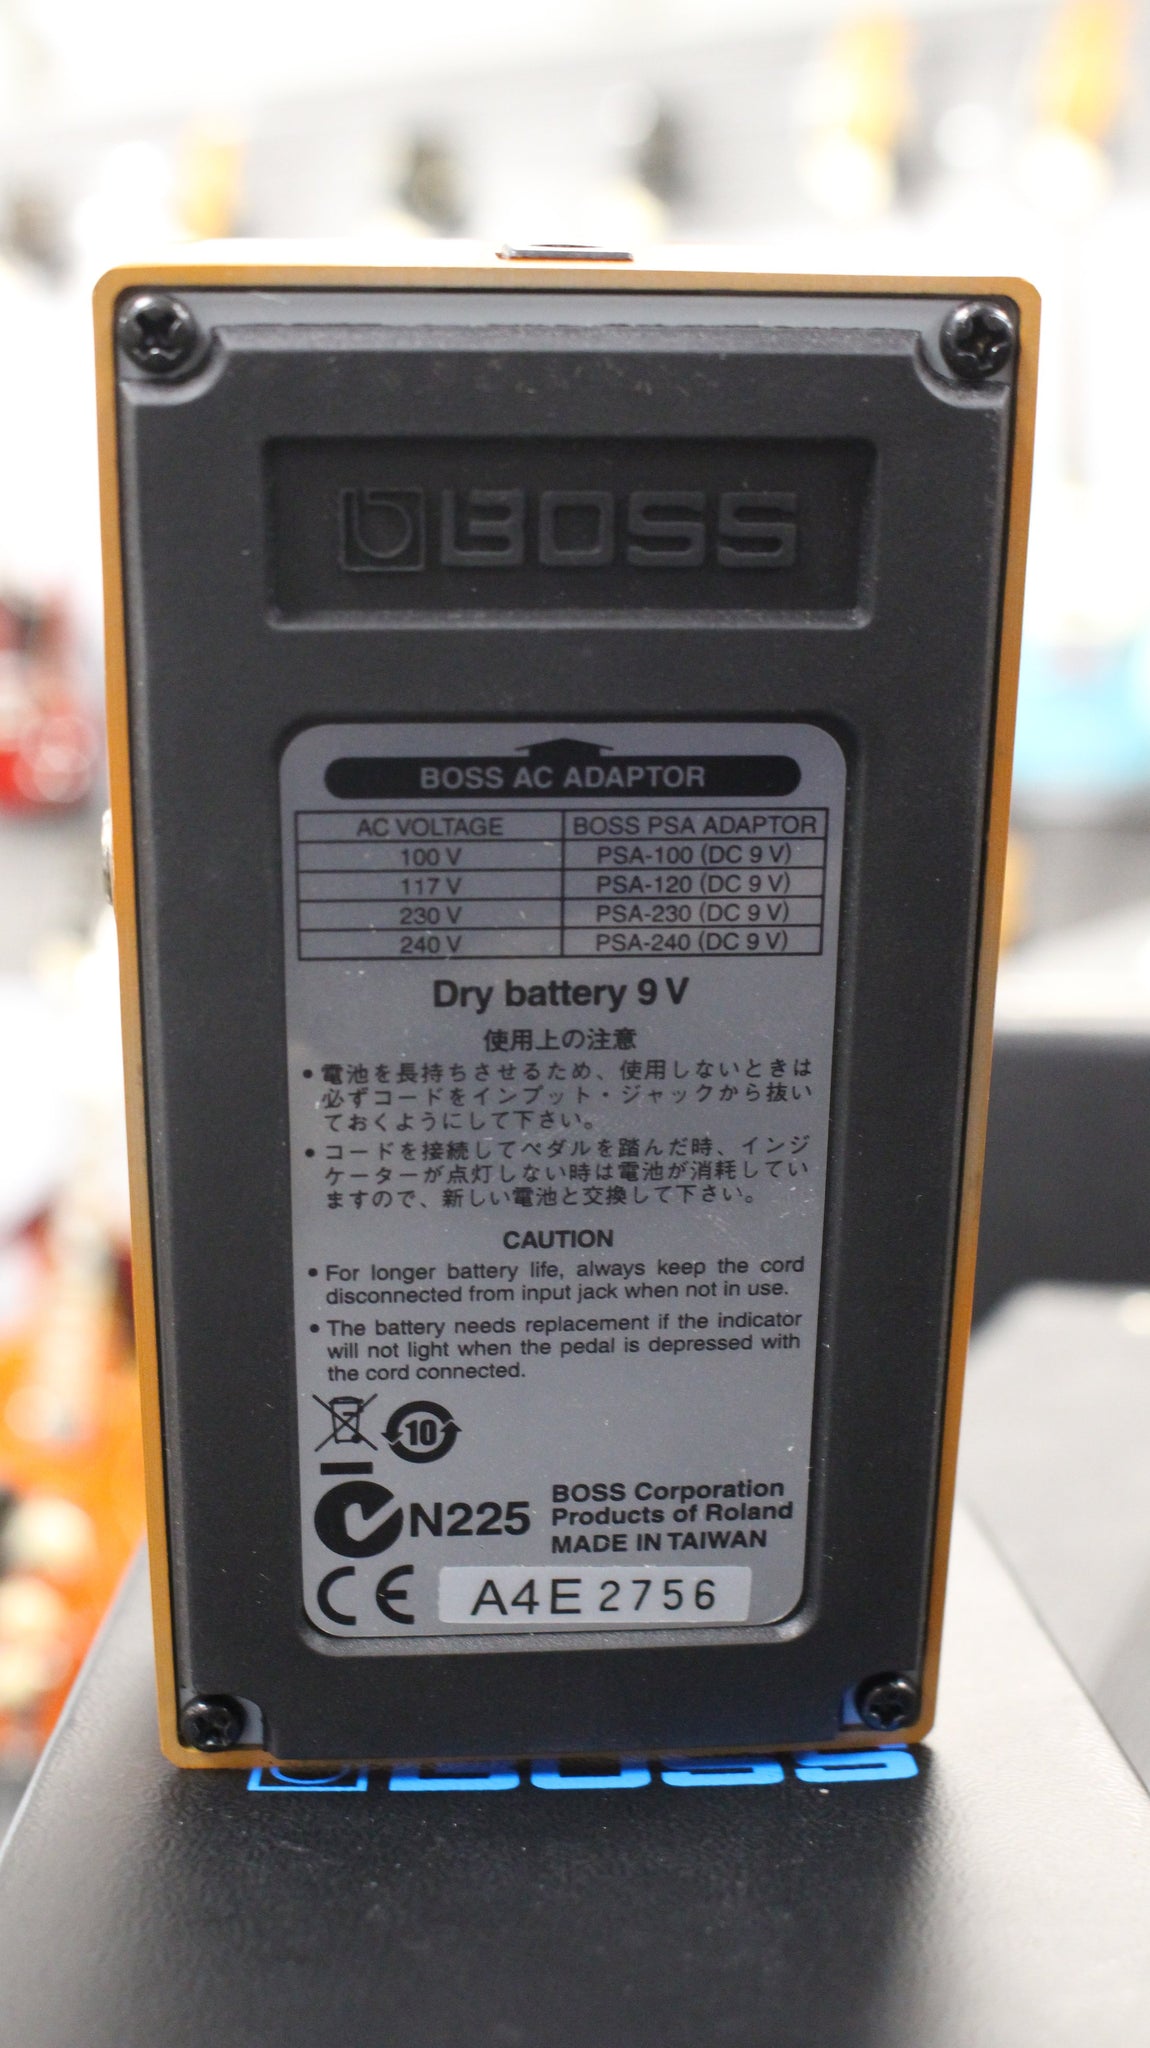 BOSS
BOSS AC ADAPTOR
AC VOLTAGE BOSS PSA ADAPTOR
100 V PSA-100 (DC 9 V)
117 V PSA-120 (DC 9 V)
230 V PSA-230 (DC 9 V)
240 V PSA-240 (DC 9 V)
Dry battery 9 V
使用上の注意
• 電池を長持ちさせるため、使用しないときは
必ずコードをインプット・ジャックから抜い
ておくようにして下さい。
• コードを接続してペダルを踏んだ時、インジ
ケーターが点灯しない時は電池が消耗してい
ますので、新しい電池と交換して下さい。
CAUTION
• For longer battery life, always keep the cord
disconnected from input jack when not in use.
• The battery needs replacement if the indicator
will not light when the pedal is depressed with
the cord connected.
10
N225
BOSS Corporation
Products of Roland
MADE IN TAIWAN
CE
A4E2756
BOSS